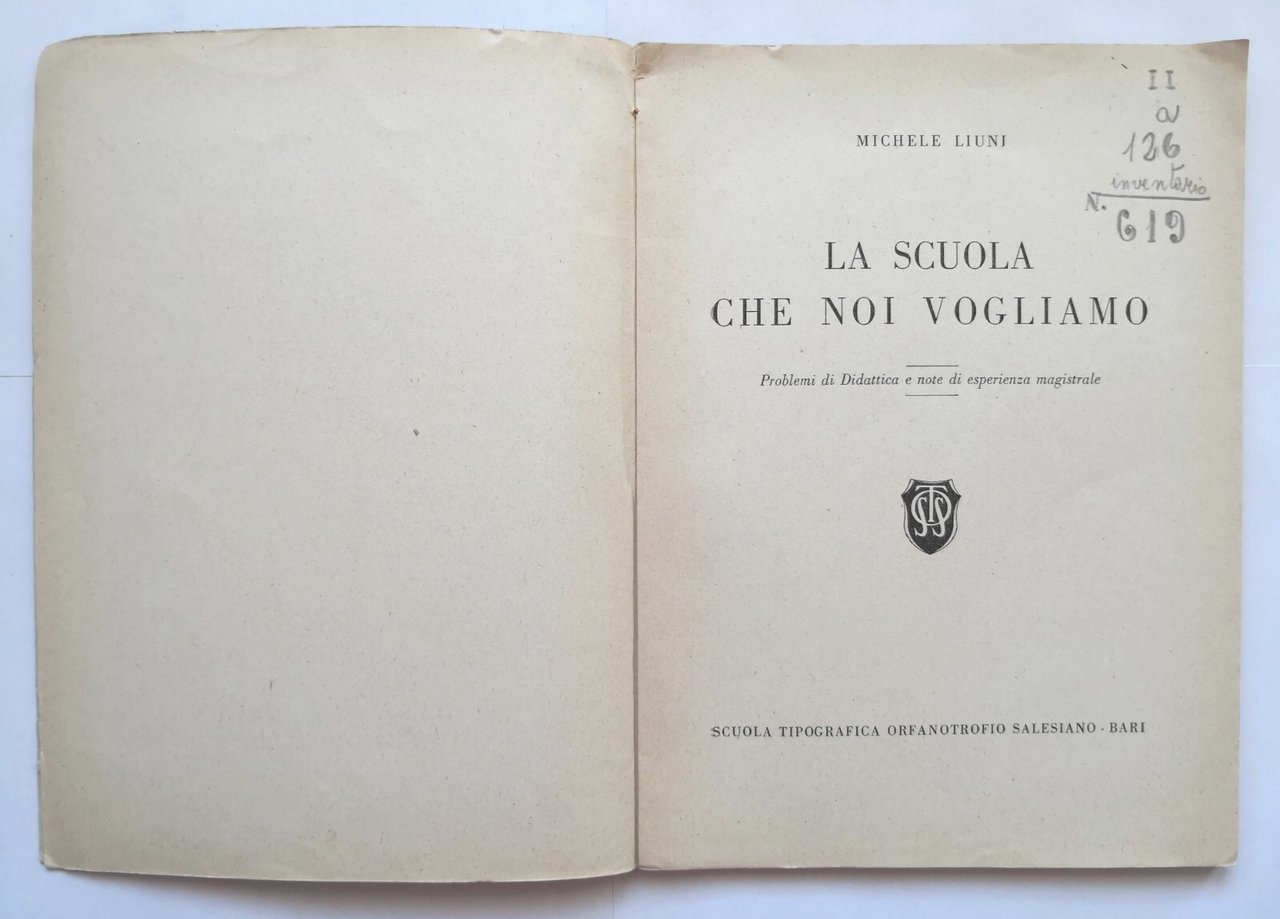 II
a
126
inventario
N. 619
MICHELE LIUNI
LA SCUOLA
CHE NOI VOGLIAMO
Problemi di Didattica e note di esperienza magistrale
SCUOLA TIPOGRAFICA ORFANOTROFIO SALESIANO - BARI